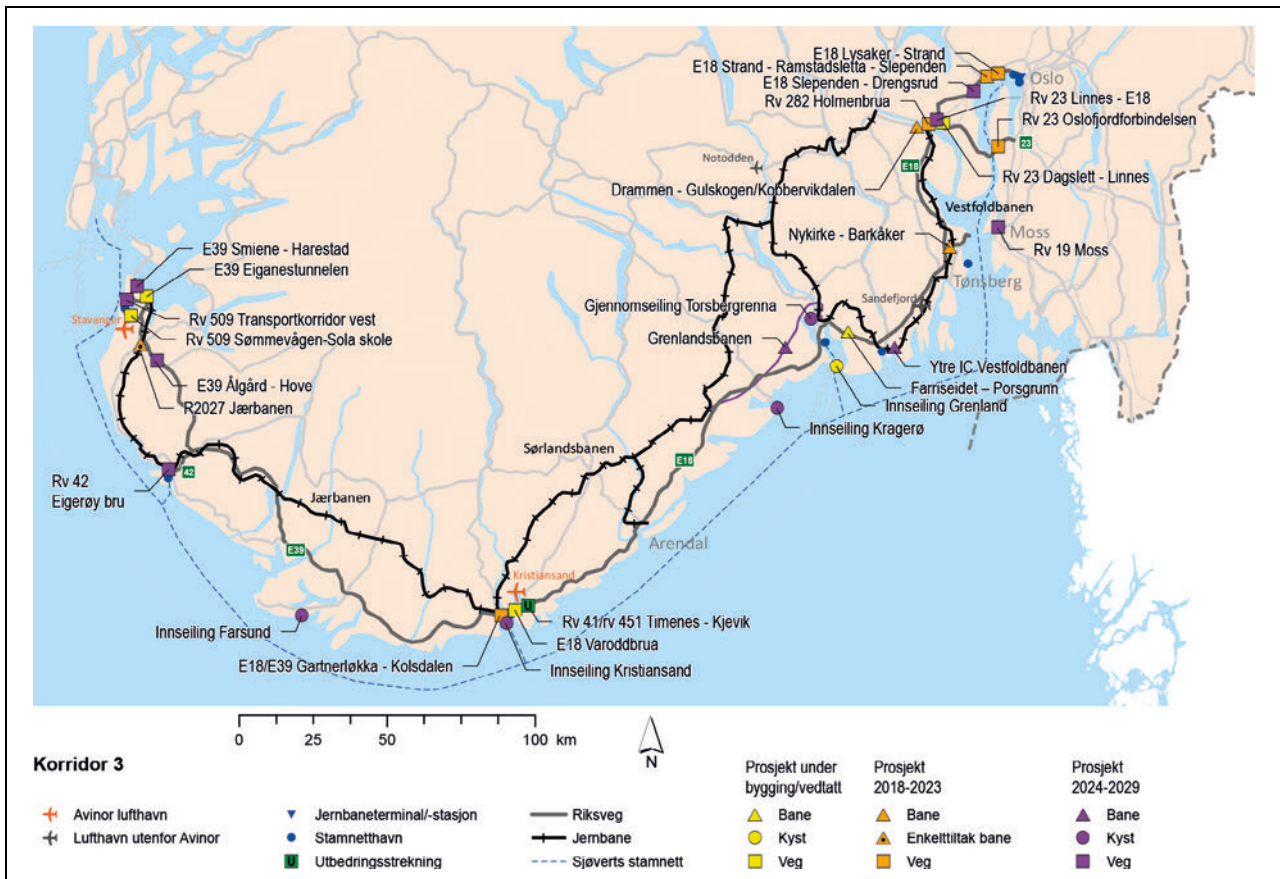 E18 Lysaker - Strand
E18 Strand - Ramstadsletta - Slependen
Oslo
E18 Slependen - Drengsrud
Rv 23 Linnes - E18
Rv 282 Holmenbrua
Rv 23 Oslofjordforbindelsen
23
Notodden
E18
Rv 23 Dagslett - Linnes
Drammen - Gulskogen/Kobbervikdalen
Vestfoldbanen
Moss
Nykirke - Barkåker
Rv 19 Moss
E39 Smiene - Harestad
E39 Eiganestunnelen
Tønsberg
Sandefjord
Gjennomseiling Torsbergrenna
Stavanger
Rv 509 Transportkorridor vest
Rv 509 Sømmevågen-Sola skole
Grenlandsbanen
E39 Ålgård - Hove
Ytre IC Vestfoldbanen
Farriseidet – Porsgrunn
R2027 Jærbanen
Innseiling Grenland
Innseiling Kragerø
Sørlandsbanen
E18
Rv 42
Eigerøy bru
42
Jærbanen
Arendal
E39
Kristiansand
U
Rv 41/rv 451 Timenes - Kjevik
Innseiling Farsund
E18 Varoddbrua
E18/E39 Gartnerløkka - Kolsdalen
Innseiling Kristiansand
0 25 50 100 km
N
Korridor 3
Avinor lufthavn
Lufthavn utenfor Avinor
Jernbaneterminal/-stasjon
Stamnetthavn
U Utbedringsstrekning
Riksveg
Jernbane
Sjøverts stamnett
Prosjekt under
bygging/vedtatt
Bane
Kyst
Veg
Prosjekt
2018-2023
Bane
Enkelttiltak bane
Veg
Prosjekt
2024-2029
Bane
Kyst
Veg